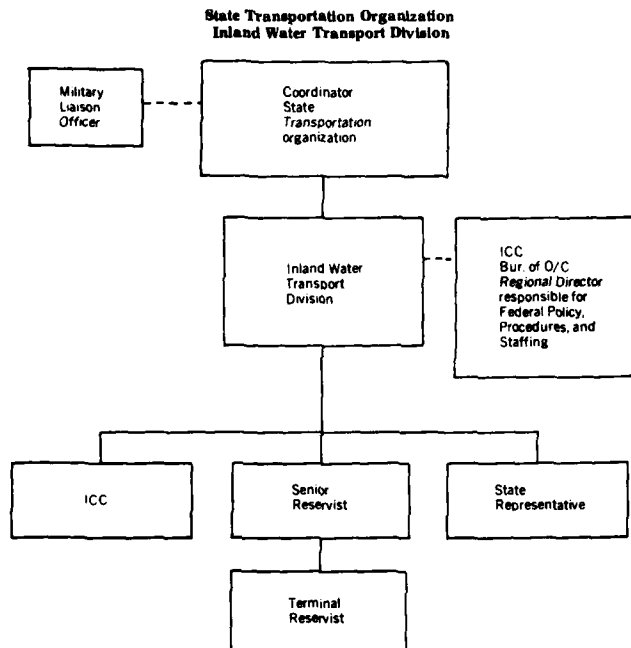 State Transportation Organization
Inland Water Transport Division
Military
Liaison
Officer
Coordinator
State
Transportation
organization
Inland Water
Transport
Division
ICC
Bur. of O/C
Regional Director
responsible for
Federal Policy,
Procedures, and
Staffing
ICC
Senior
Reservist
State
Representative
Terminal
Reservist